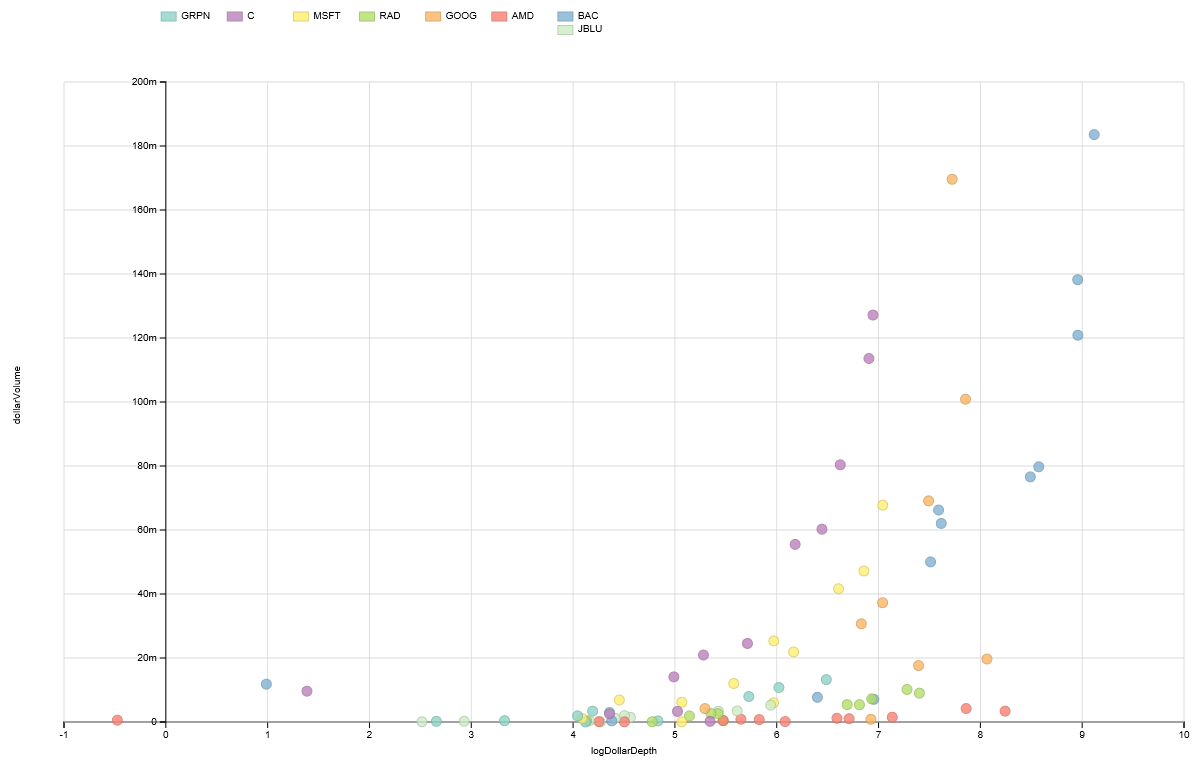 GRPN C MSFT RAD GOOG AMD BAC
JBLU
200m
180m
160m
140m
120m
100m
80m
60m
40m
20m
0
dollarVolume
-1 0 1 2 3 4 5 6 7 8 9 10
logDollarDepth